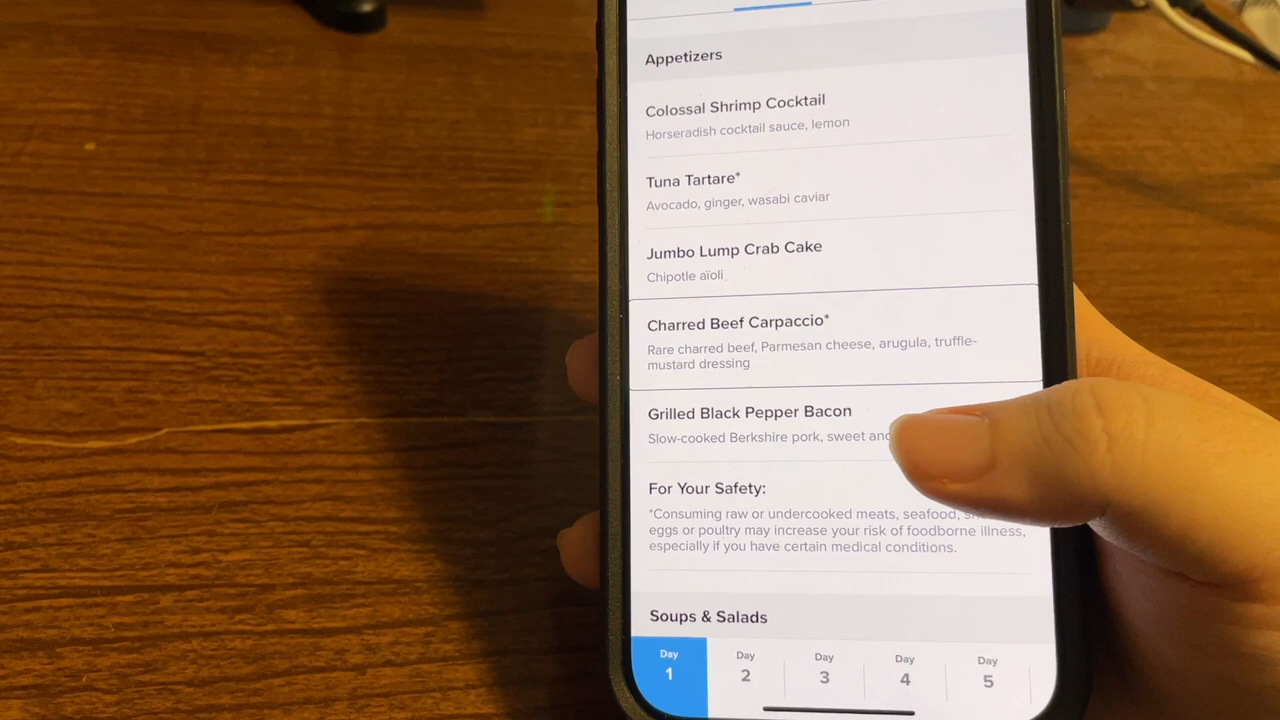 Appetizers
Colossal Shrimp Cocktail
Horseradish cocktail sauce, lemon
Tuna Tartare*
Avocado, ginger, wasabi caviar
Jumbo Lump Crab Cake
Chipotle aïoli
Charred Beef Carpaccio*
Rare charred beef, Parmesan cheese, arugula, truffle-
mustard dressing
Grilled Black Pepper Bacon
Slow-cooked Berkshire pork, sweet
For Your Safety:
*Consuming raw or undercooked meats, seafood,
eggs or poultry may increase your risk of foodborne illness,
especially if you have certain medical conditions.
Soups & Salads
Day Day Day Day Day
1 2 3 4 5